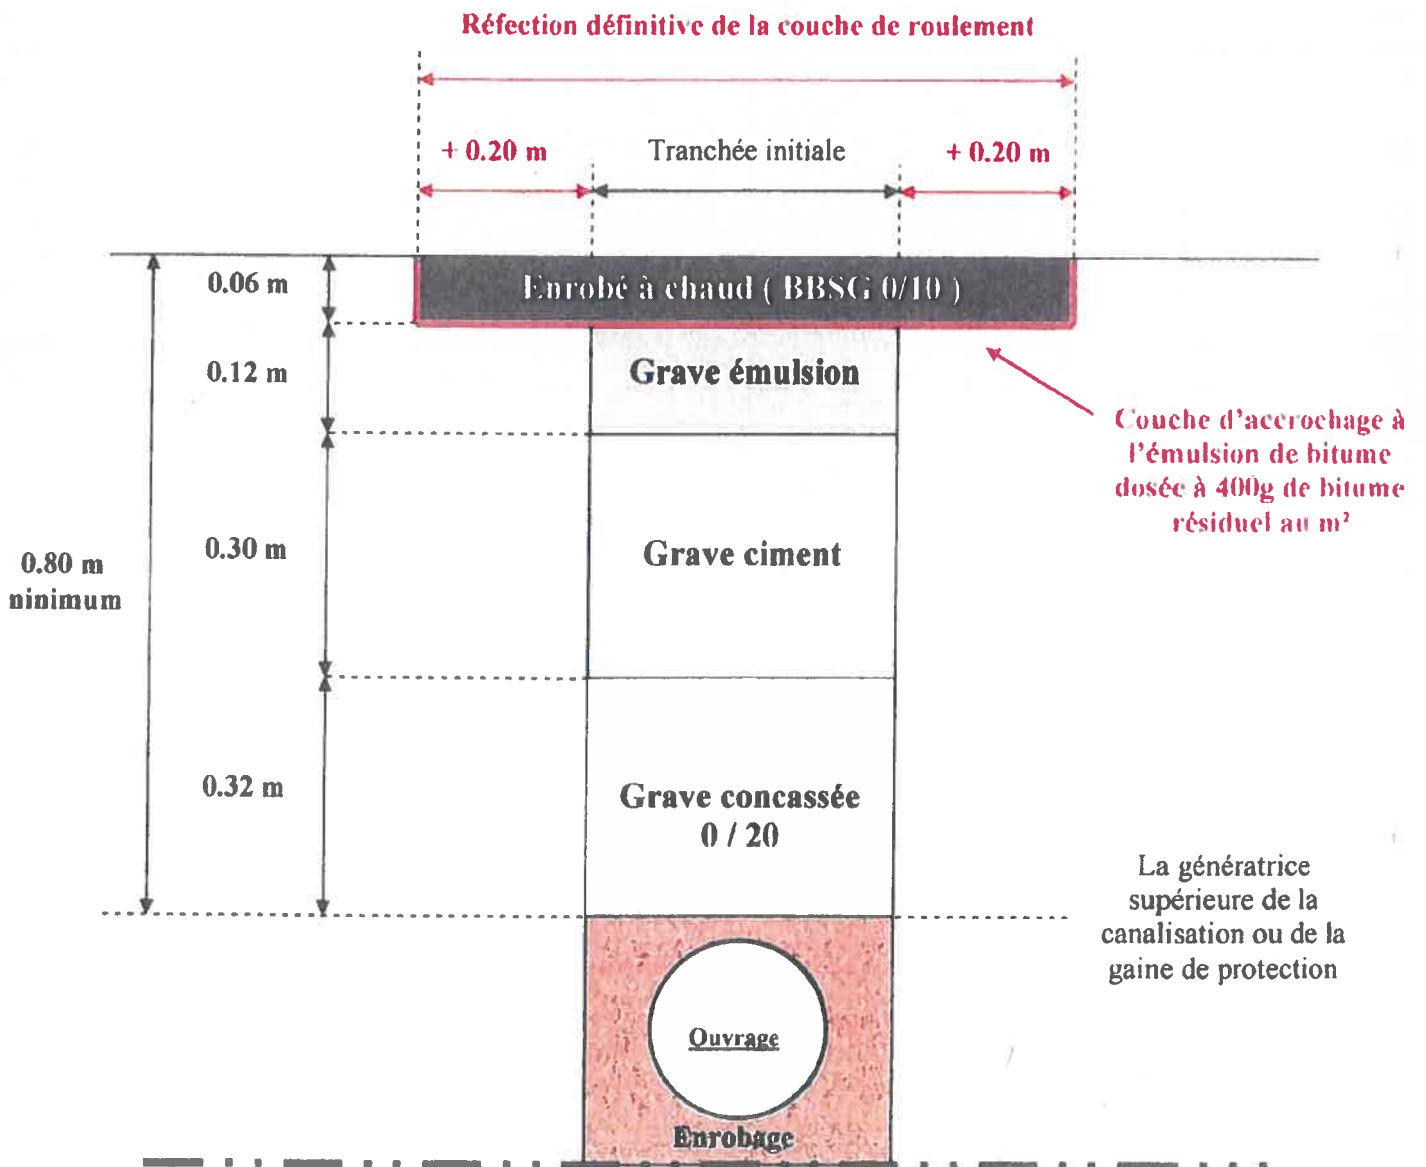 Réfection définitive de la couche de roulement
+ 0.20 m
Tranchée initiale
+ 0.20 m
0.06 m
Enrobé à chaud ( BBSG 0/10 )
0.12 m
Grave émulsion
Couche d'accrochage à
l'émulsion de bitume
dosée à 400g de bitume
résiduel au m²
0.30 m
Grave ciment
0.80 m
ninimum
0.32 m
Grave concassée
0 / 20
La génératrice
supérieure de la
canalisation ou de la
gaine de protection
Ouvrage
Enrobage